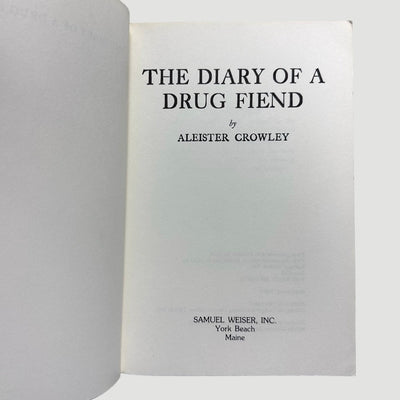 THE DIARY OF A
DRUG FIEND
by
ALEISTER CROWLEY
SAMUEL WEISER, INC.
York Beach
Maine